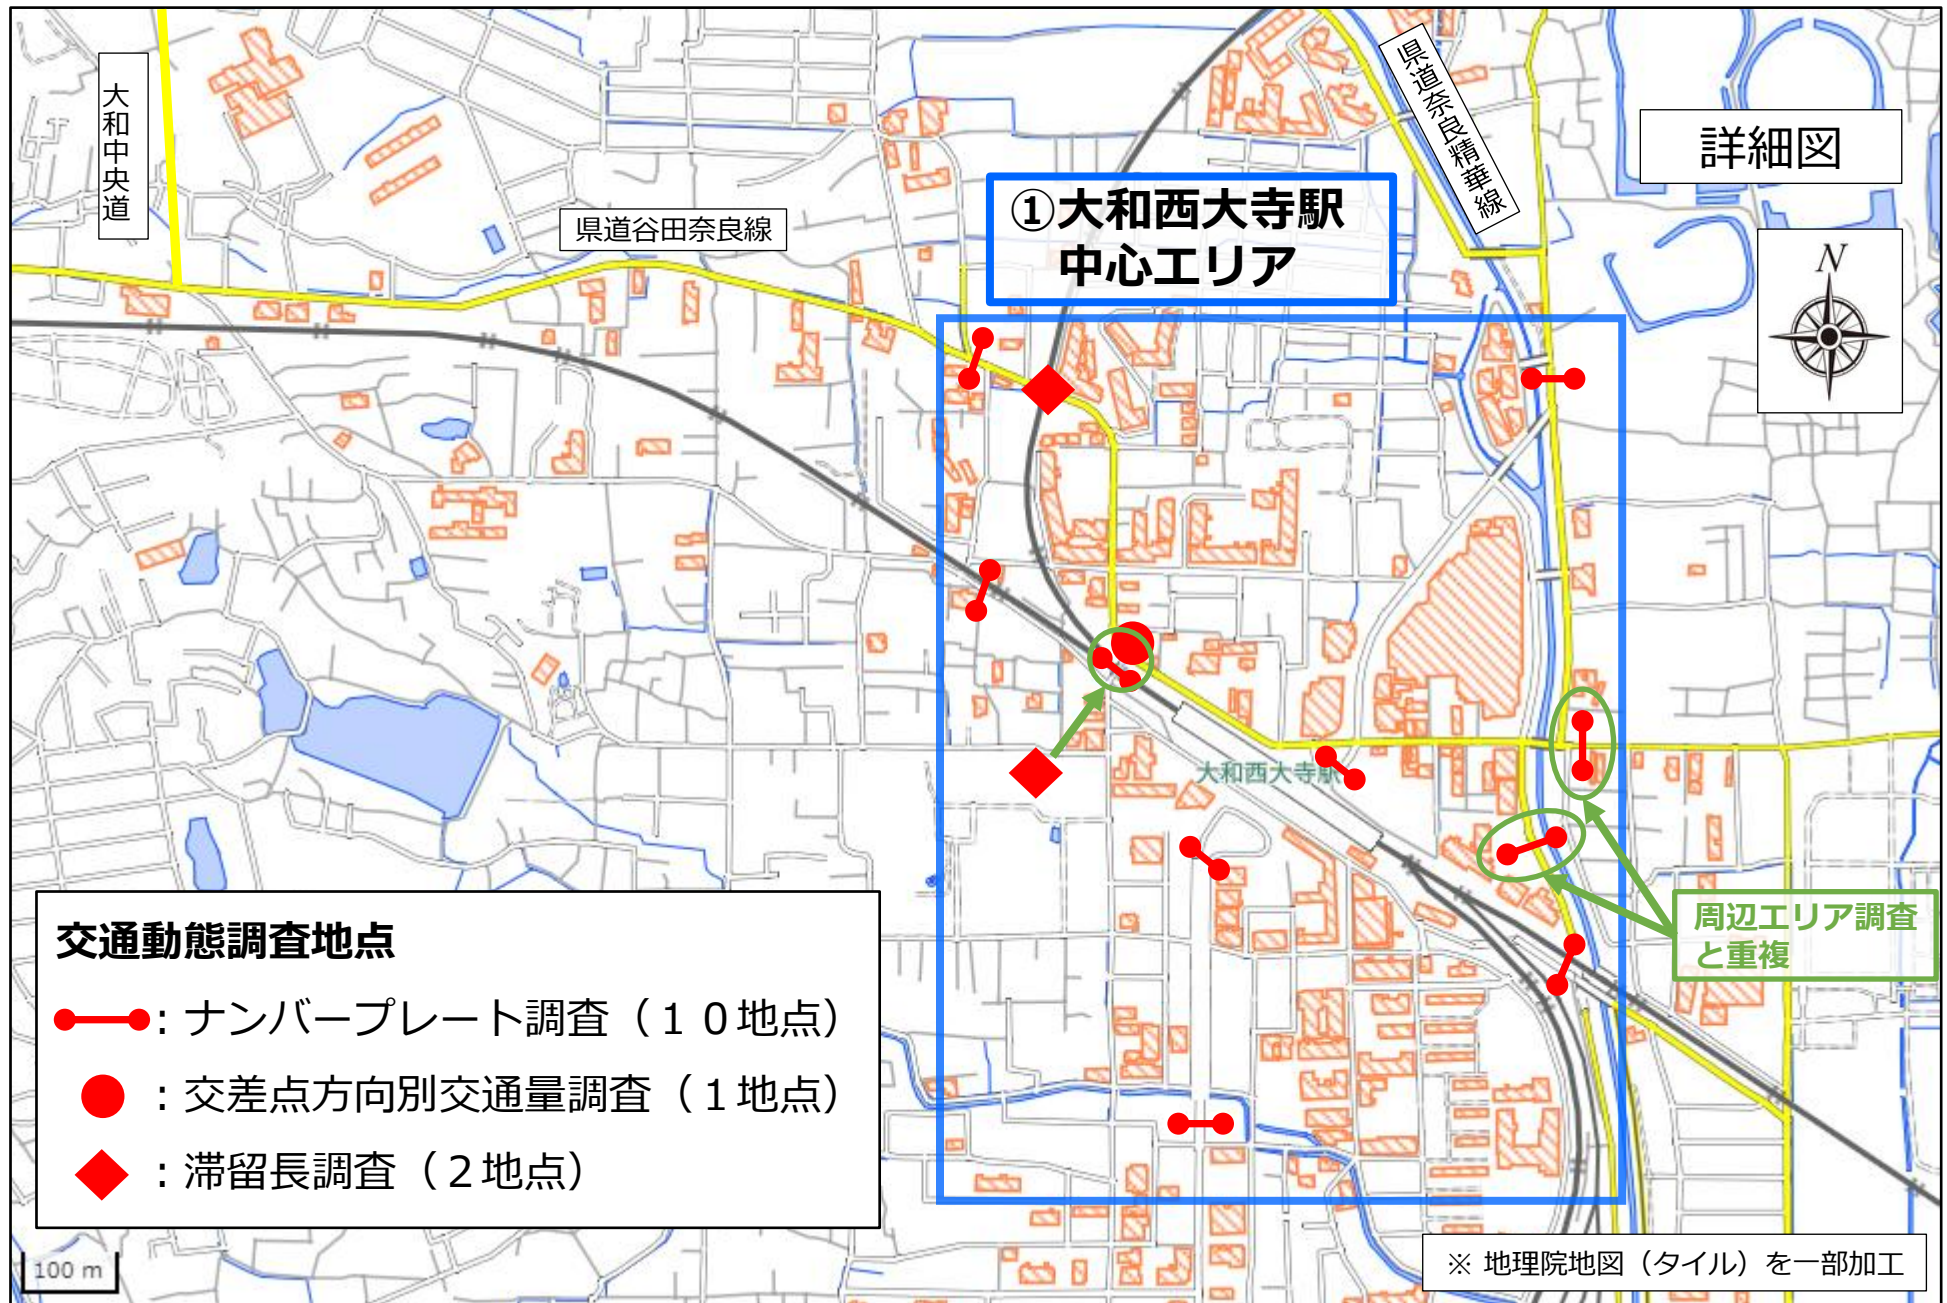 大和中央道
県道谷田奈良線
①大和西大寺駅
中心エリア
県道奈良精華線
詳細図
N
大和西大寺駅
周辺エリア調査
と重複
交通動態調査地点
：ナンバープレート調査（１０地点）
：交差点方向別交通量調査（１地点）
：滞留長調査（２地点）
100 m
※ 地理院地図（タイル）を一部加工